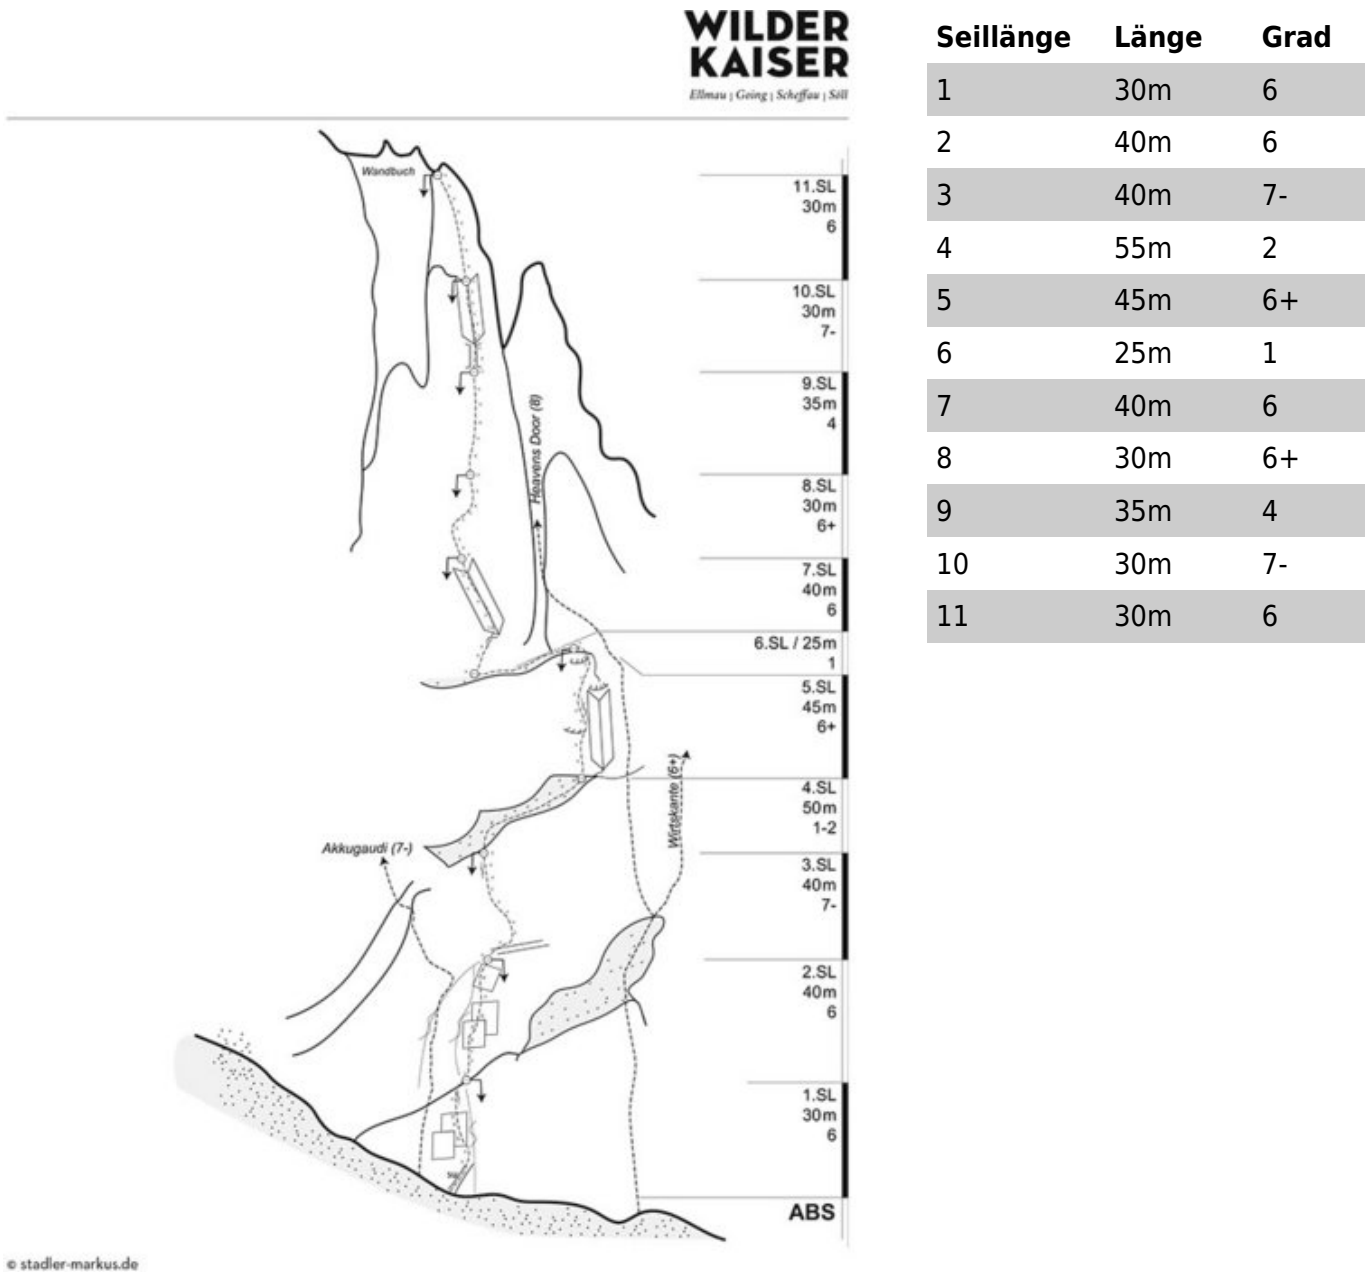 WILDER
KAISER
Ellmau | Going | Scheffau | Söll
Wandbuch
11.SL
30m
6
10.SL
30m
7-
9.SL
35m
4
Heavens Door (8)
8.SL
30m
6+
7.SL
40m
6
6.SL / 25m
1
5.SL
45m
6+
Wirtskante (6+)
4.SL
50m
1-2
Akkugaudi (7-)
3.SL
40m
7-
2.SL
40m
6
1.SL
30m
6
ABS
© stadler-markus.de
Seillänge Länge Grad
1 30m 6
2 40m 6
3 40m 7-
4 55m 2
5 45m 6+
6 25m 1
7 40m 6
8 30m 6+
9 35m 4
10 30m 7-
11 30m 6